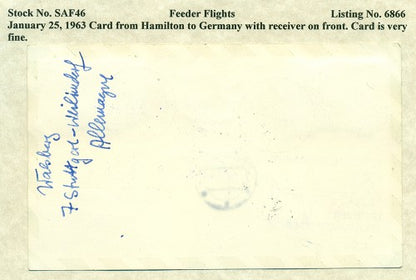 Stock No. SAF46 Feeder Flights Listing No. 6866
January 25, 1963 Card from Hamilton to Germany with receiver on front. Card is very
fine.
7 Stuttgart-Weilimdorf
Allemagne